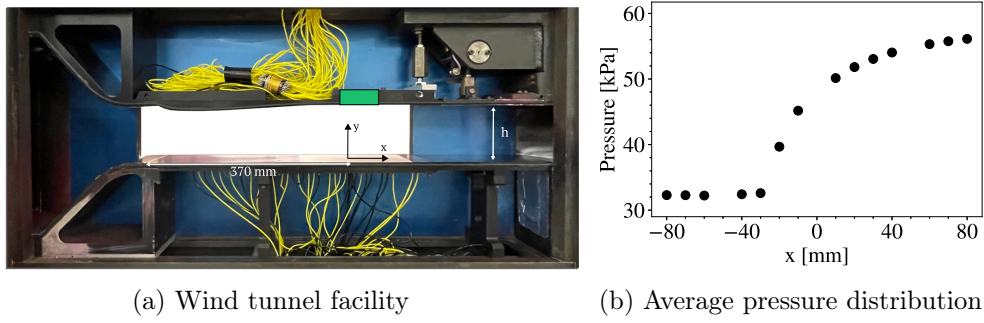 y
x
h
370 mm
(a) Wind tunnel facility
60
50
40
30
Pressure [kPa]
−80
−40
0
40
80
x [mm]
(b) Average pressure distribution